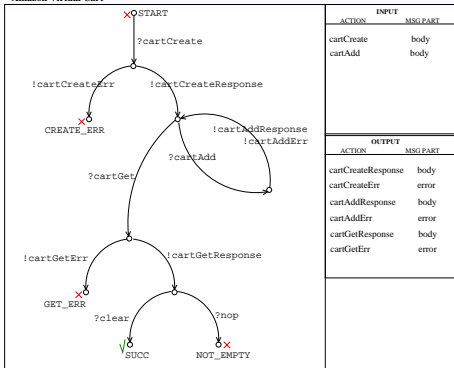 Amazon Virtual Cart
START
?cartCreate
!cartCreateErr
!cartCreateResponse
CREATE_ERR
!cartAddResponse
!cartAddErr
?cartAdd
?cartGet
!cartGetErr
!cartGetResponse
GET_ERR
?clear
?nop
SUCC
NOT_EMPTY
INPUT
ACTION MSG PART
cartCreate body
cartAdd body
OUTPUT
ACTION MSG PART
cartCreateResponse body
cartCreateErr error
cartAddResponse body
cartAddErr error
cartGetResponse body
cartGetErr error